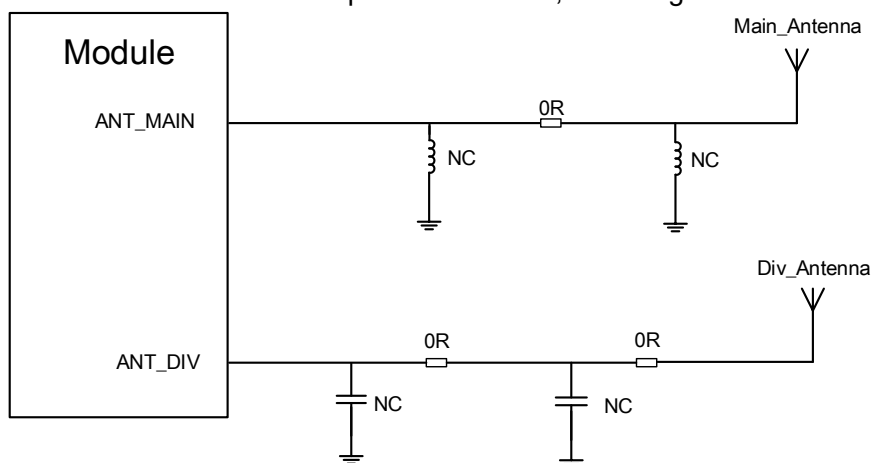 Main_Antenna
Module
0R
ANT_MAIN
NC
NC
Div_Antenna
0R
0R
ANT_DIV
NC
NC